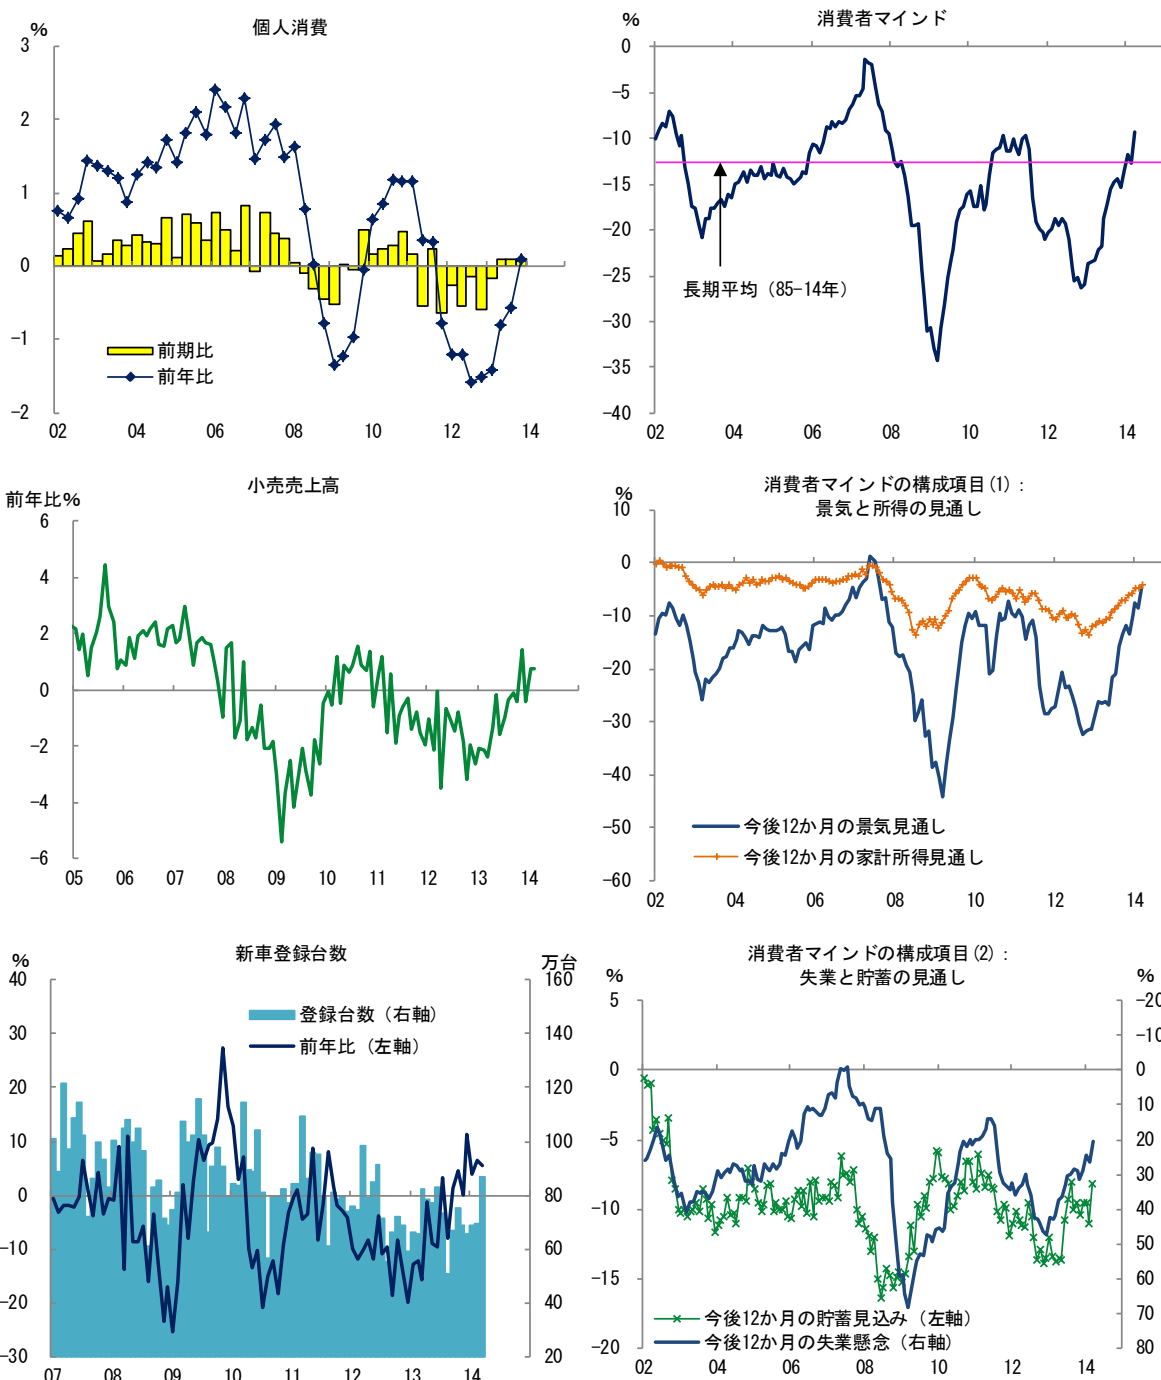 個人消費
%
3
2
1
0
-1
-2
前期比
前年比
02 04 06 08 10 12 14
消費者マインド
%
0
-5
-10
-15
-20
-25
-30
-35
-40
長期平均（85-14年）
02 04 06 08 10 12 14
小売売上高
前年比%
6
4
2
0
-2
-4
-6
05 06 07 08 09 10 11 12 13 14
消費者マインドの構成項目(1)：
景気と所得の見通し
%
10
0
-10
-20
-30
-40
-50
-60
今後12か月の景気見通し
今後12か月の家計所得見通し
02 04 06 08 10 12 14
新車登録台数
% 万台
40 160
30 140
20 120
10 100
0 80
-10 60
-20 40
-30 20
登録台数（右軸）
前年比（左軸）
07 08 09 10 11 12 13 14
消費者マインドの構成項目(2)：
失業と貯蓄の見通し
% %
5 -20
-10
0 0
10
-5 20
30
-10 40
50
-15 60
70
-20 80
今後12か月の貯蓄見込み（左軸）
今後12か月の失業懸念（右軸）
02 04 06 08 10 12 14